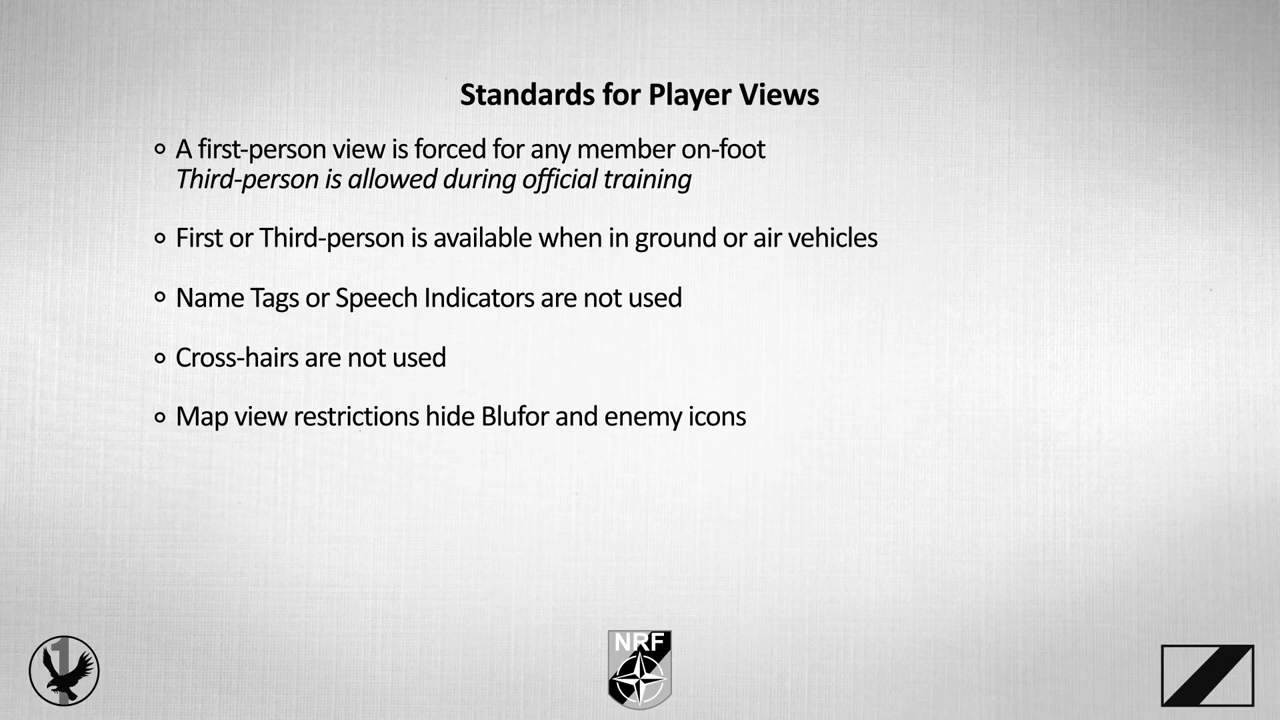 Standards for Player Views
A first-person view is forced for any member on-foot
Third-person is allowed during official training
First or Third-person is available when in ground or air vehicles
Name Tags or Speech Indicators are not used
Cross-hairs are not used
Map view restrictions hide Blufor and enemy icons
1
NRF